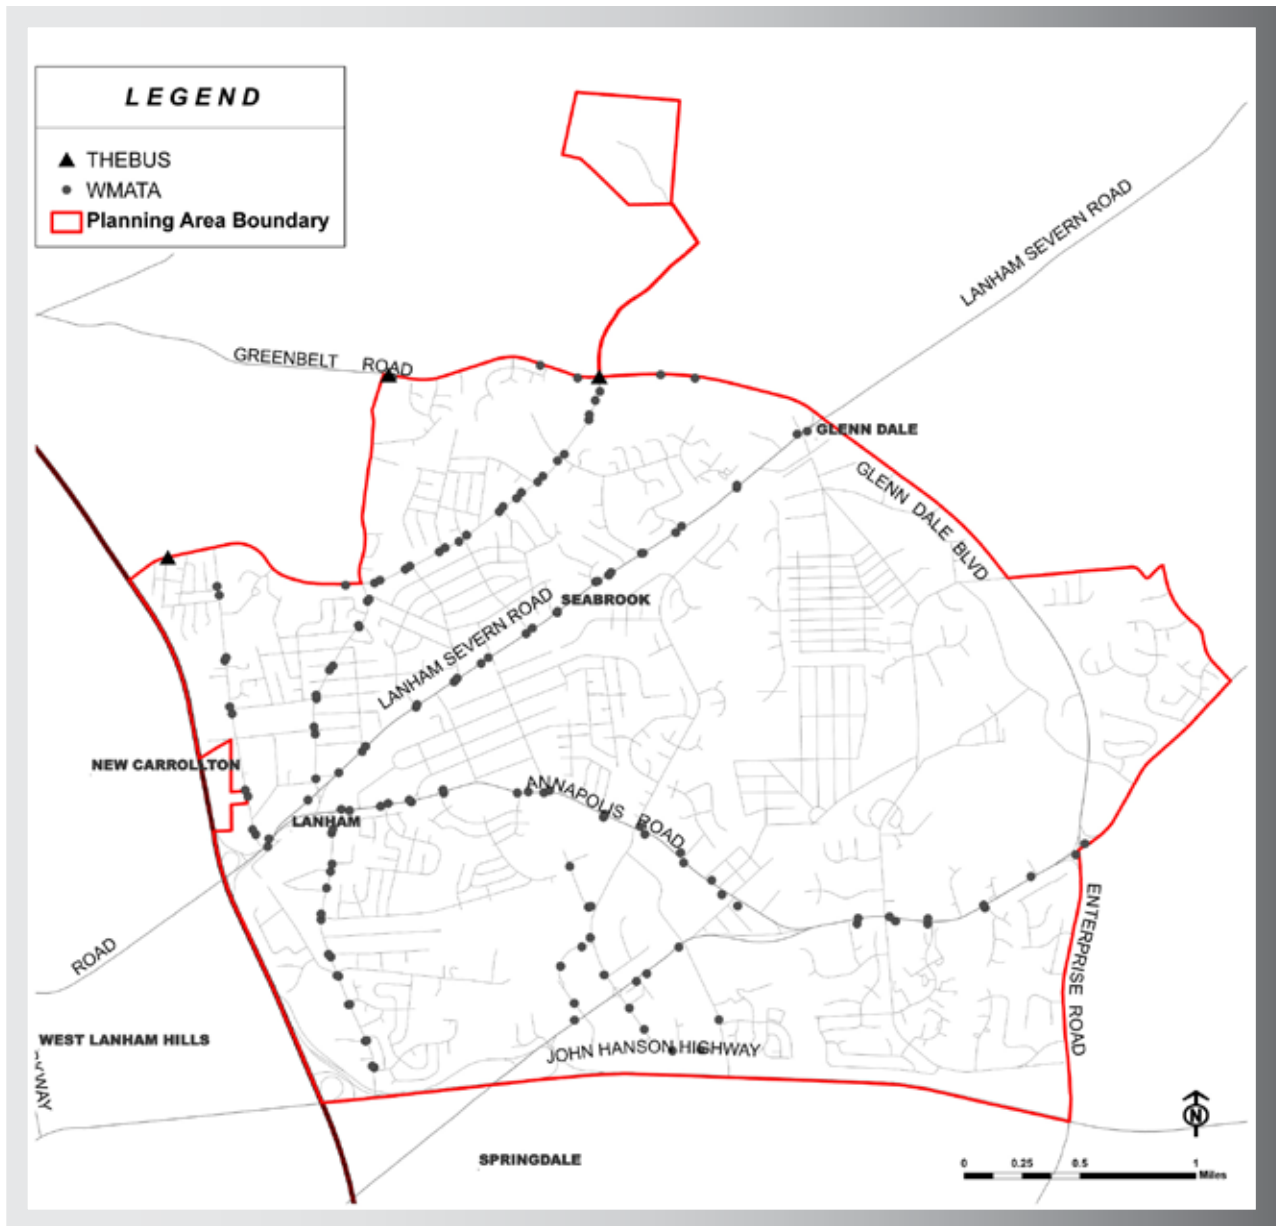 LEGEND
THEBUS
WMATA
Planning Area Boundary
LANHAM SEVERN ROAD
GREENBELT ROAD
GLENN DALE
GLENN DALE BLVD
SEABROOK
LANHAM SEVERN ROAD
NEW CARROLLTON
ANNAPOLIS ROAD
LANHAM
ENTERPRISE ROAD
ROAD
WEST LANHAM HILLS
JOHN HANSON HIGHWAY
N
SPRINGDALE
0 0.25 0.5 1
Miles